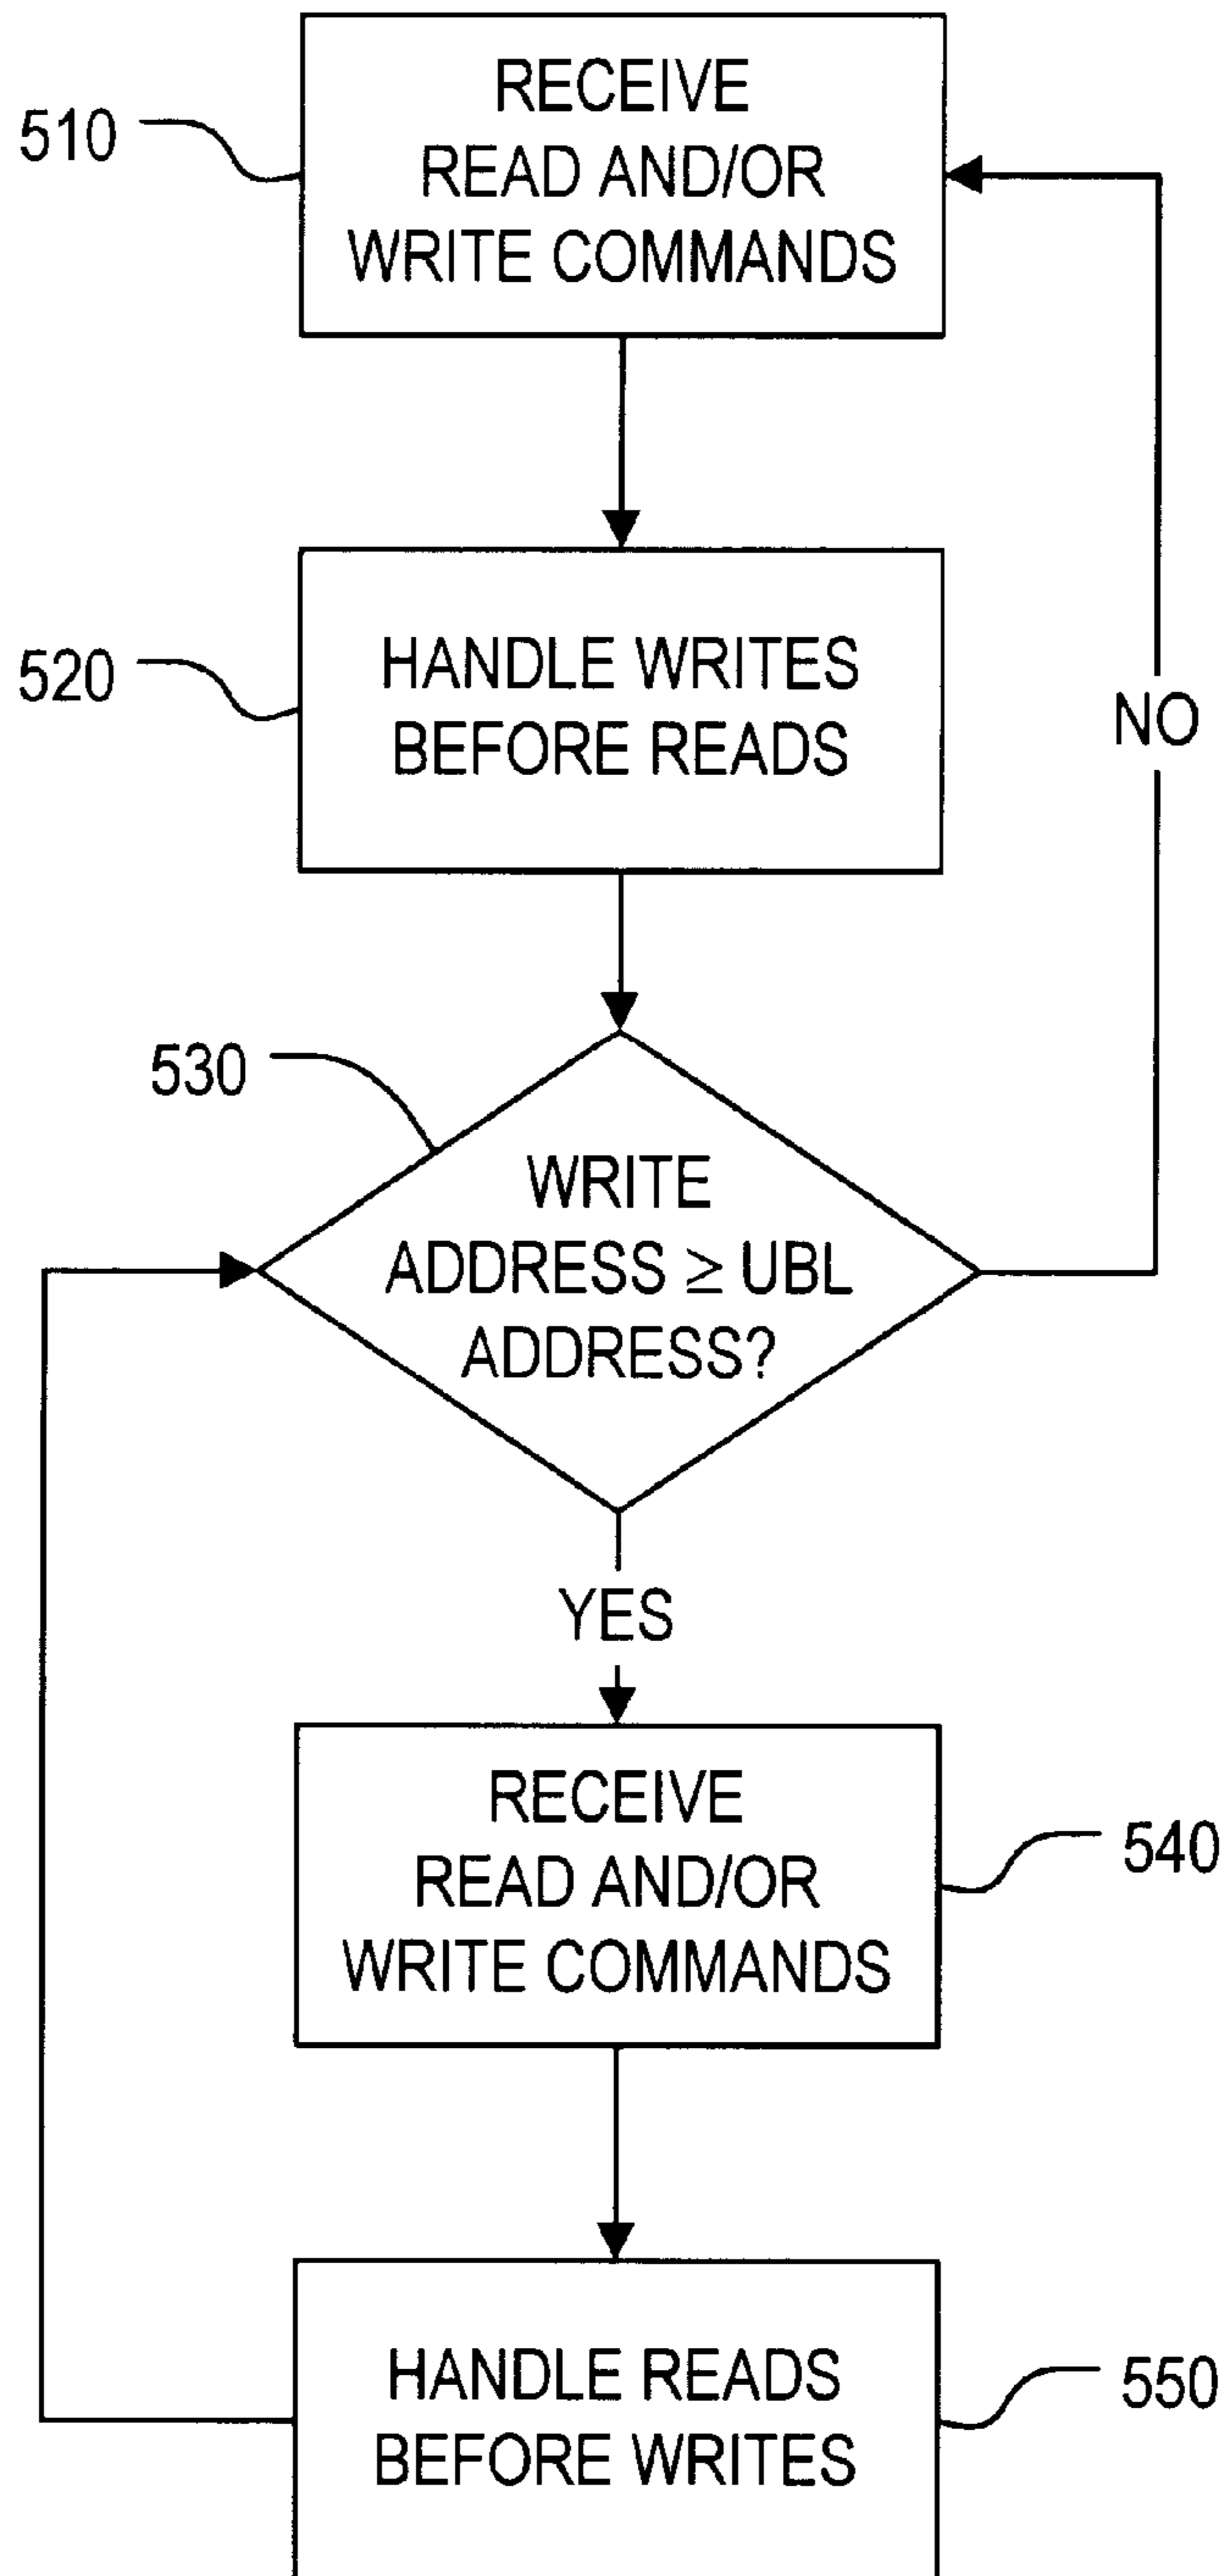 RECEIVE
READ AND/OR
WRITE COMMANDS
510
HANDLE WRITES
BEFORE READS
520
NO
530
WRITE
ADDRESS ≥ UBL
ADDRESS?
YES
RECEIVE
READ AND/OR
WRITE COMMANDS
540
HANDLE READS
BEFORE WRITES
550